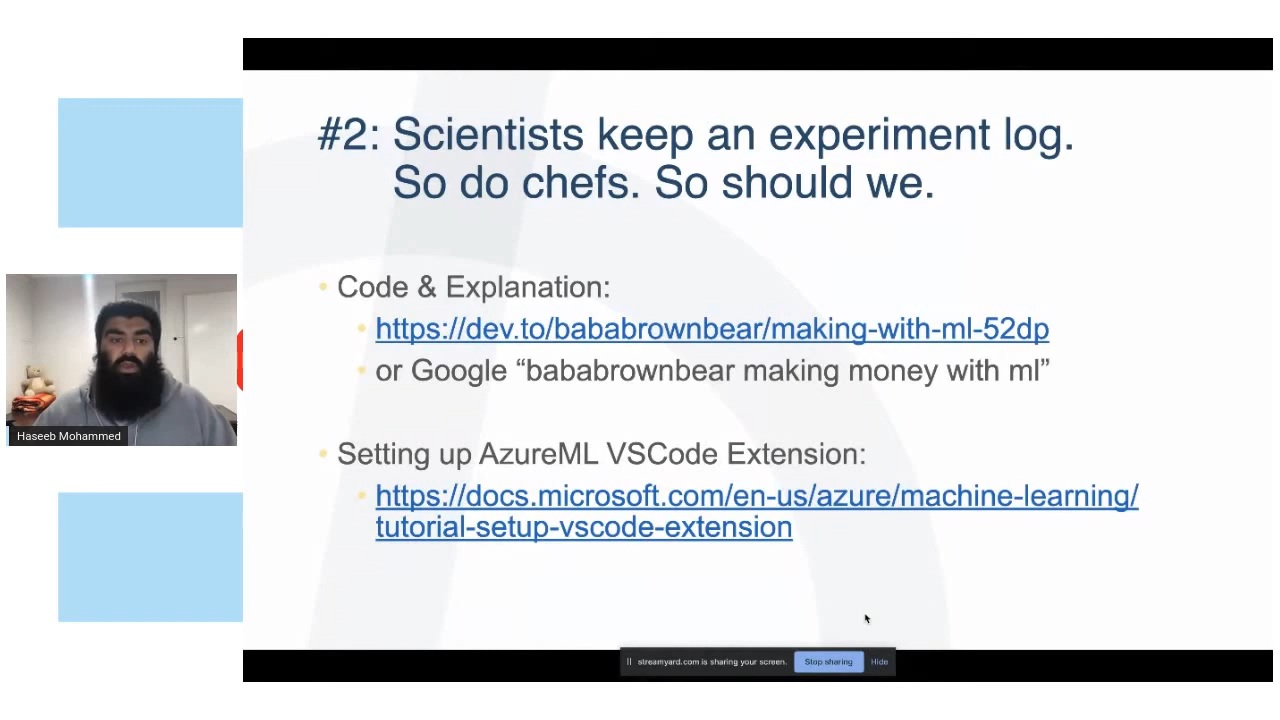 #2: Scientists keep an experiment log.
So do chefs. So should we.
• Code & Explanation:
• https://dev.to/bababrownbear/making-with-ml-52dp
• or Google “bababrownbear making money with ml”
• Setting up AzureML VSCode Extension:
• https://docs.microsoft.com/en-us/azure/machine-learning/
tutorial-setup-vscode-extension
Haseeb Mohammed
streamyard.com is sharing your screen. Stop sharing Hide